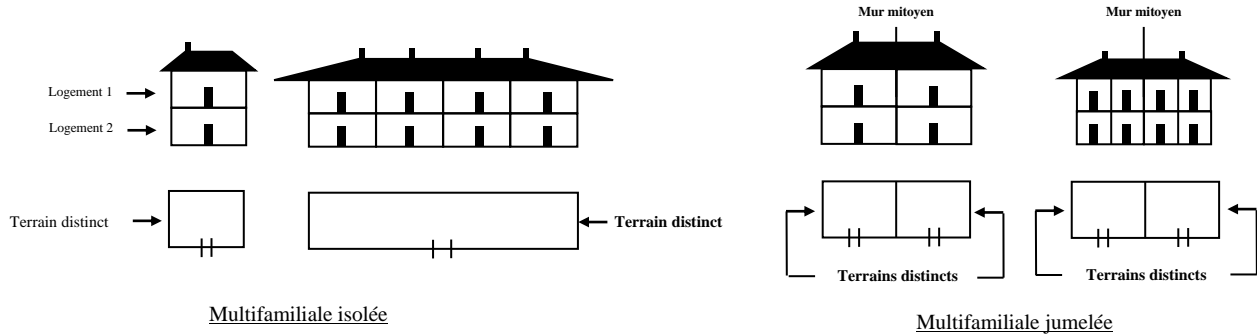 Mur mitoyen
Mur mitoyen
Logement 1
Logement 2
Terrain distinct
Terrain distinct
Terrains distincts
Terrains distincts
Multifamiliale isolée
Multifamiliale jumelée